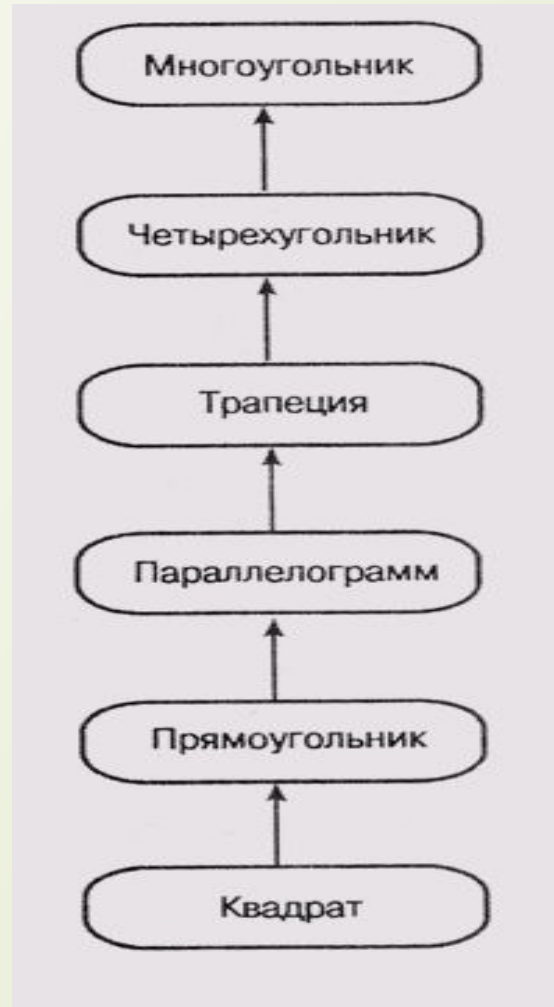 Многоугольник
Четырехугольник
Трапеция
Параллелограмм
Прямоугольник
Квадрат